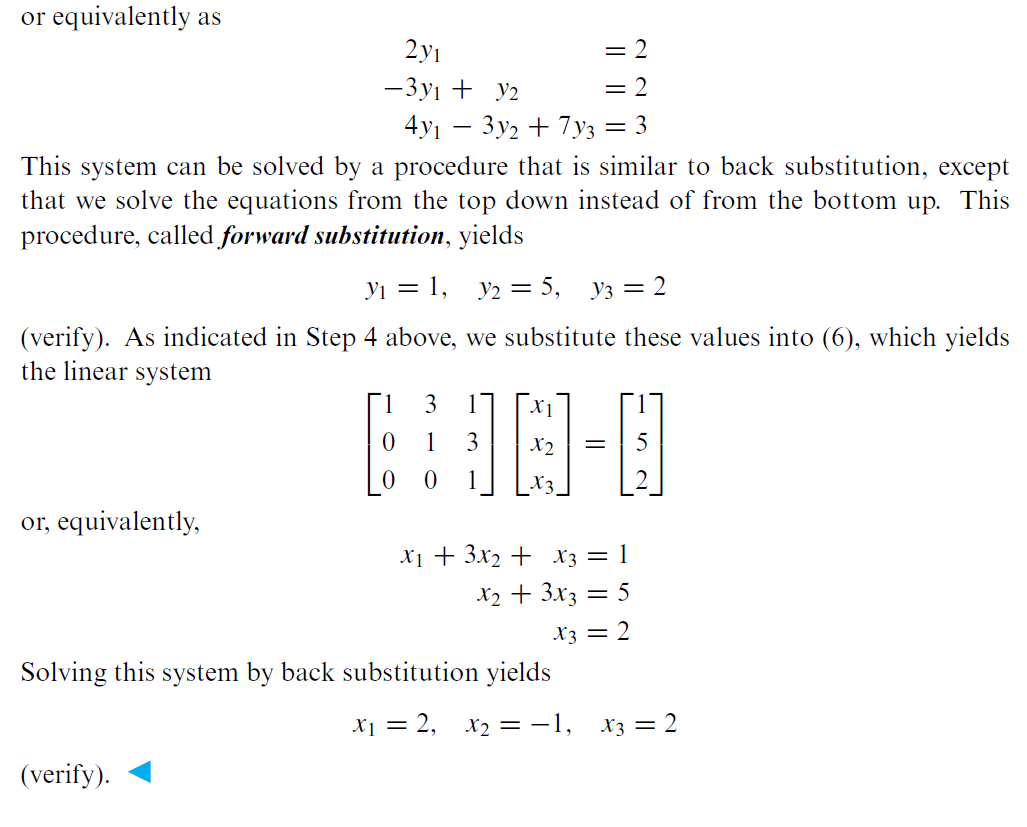 or equivalently as
2y₁ = 2
−3y₁ + y₂ = 2
4y₁ − 3y₂ + 7y₃ = 3
This system can be solved by a procedure that is similar to back substitution, except
that we solve the equations from the top down instead of from the bottom up. This
procedure, called forward substitution, yields
y₁ = 1, y₂ = 5, y₃ = 2
(verify). As indicated in Step 4 above, we substitute these values into (6), which yields
the linear system
[1 3 1] [x₁] [1]
[0 1 3] [x₂] = [5]
[0 0 1] [x₃] [2]
or, equivalently,
x₁ + 3x₂ + x₃ = 1
x₂ + 3x₃ = 5
x₃ = 2
Solving this system by back substitution yields
x₁ = 2, x₂ = −1, x₃ = 2
(verify).